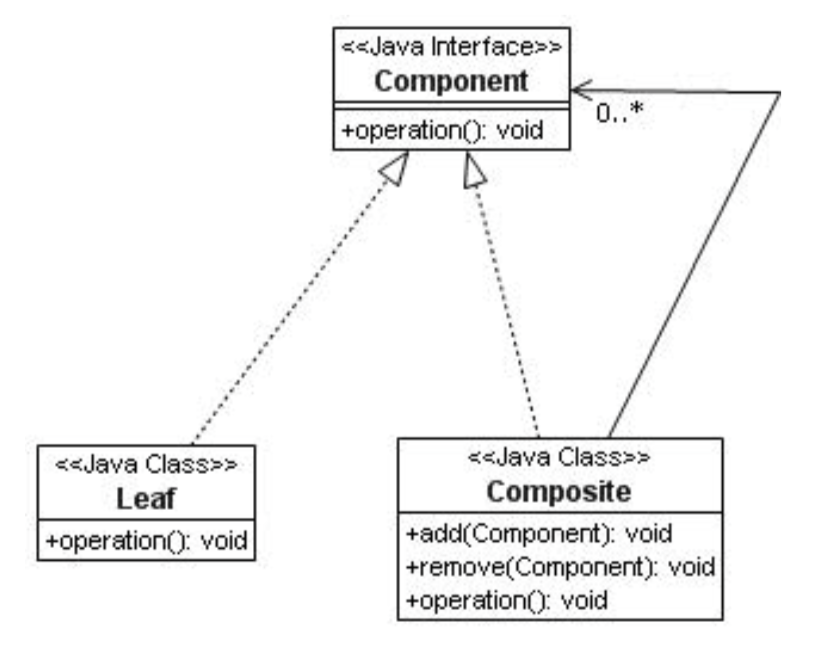 <<Java Interface>>
Component
+operation(): void
0..*
<<Java Class>>
Leaf
+operation(): void
<<Java Class>>
Composite
+add(Component): void
+remove(Component): void
+operation(): void